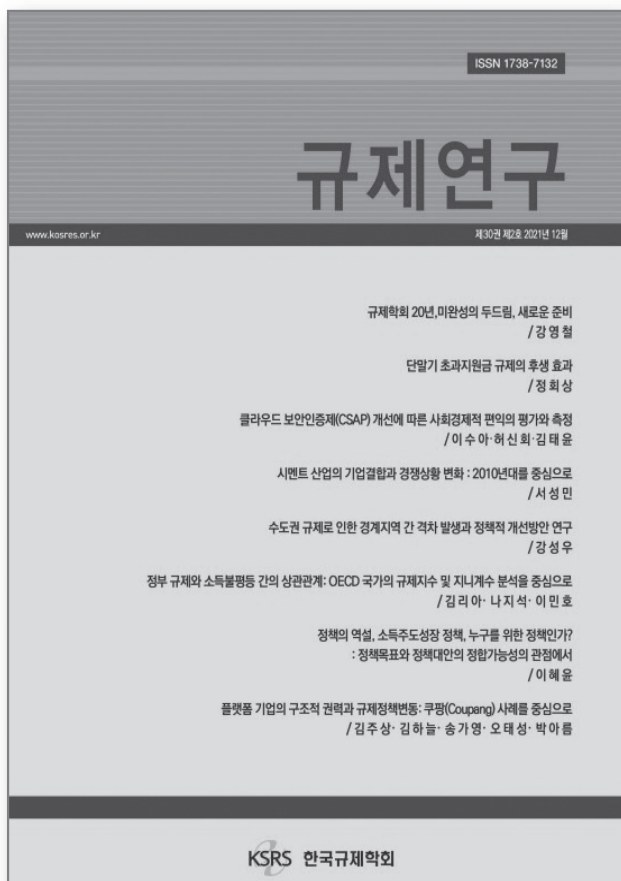 ISSN 1738-7132
규제연구
www.kosres.or.kr
제30권 제2호 2021년 12월
규제학회 20년,미완성의 두드림, 새로운 준비
/ 강 영 철
단말기 초과지원금 규제의 후생 효과
/ 정 회 상
클라우드 보안인증제(CSAP) 개선에 따른 사회경제적 편익의 평가와 측정
/ 이 수 아·허 신 회·김 태 윤
시멘트 산업의 기업결합과 경쟁상황 변화 : 2010년대를 중심으로
/ 서 성 민
수도권 규제로 인한 경계지역 간 격차 발생과 정책적 개선방안 연구
/ 강 성 우
정부 규제와 소득불평등 간의 상관관계: OECD 국가의 규제지수 및 지니계수 분석을 중심으로
/ 김 리 아· 나 지 석· 이 민 호
정책의 역설, 소득주도성장 정책, 누구를 위한 정책인가?
: 정책목표와 정책대안의 정합가능성의 관점에서
/ 이 혜 윤
플랫폼 기업의 구조적 권력과 규제정책변동: 쿠팡(Coupang) 사례를 중심으로
/ 김 주 상· 김 하 늘· 송 가 영· 오 태 성· 박 아 름
KSRS 한국규제학회